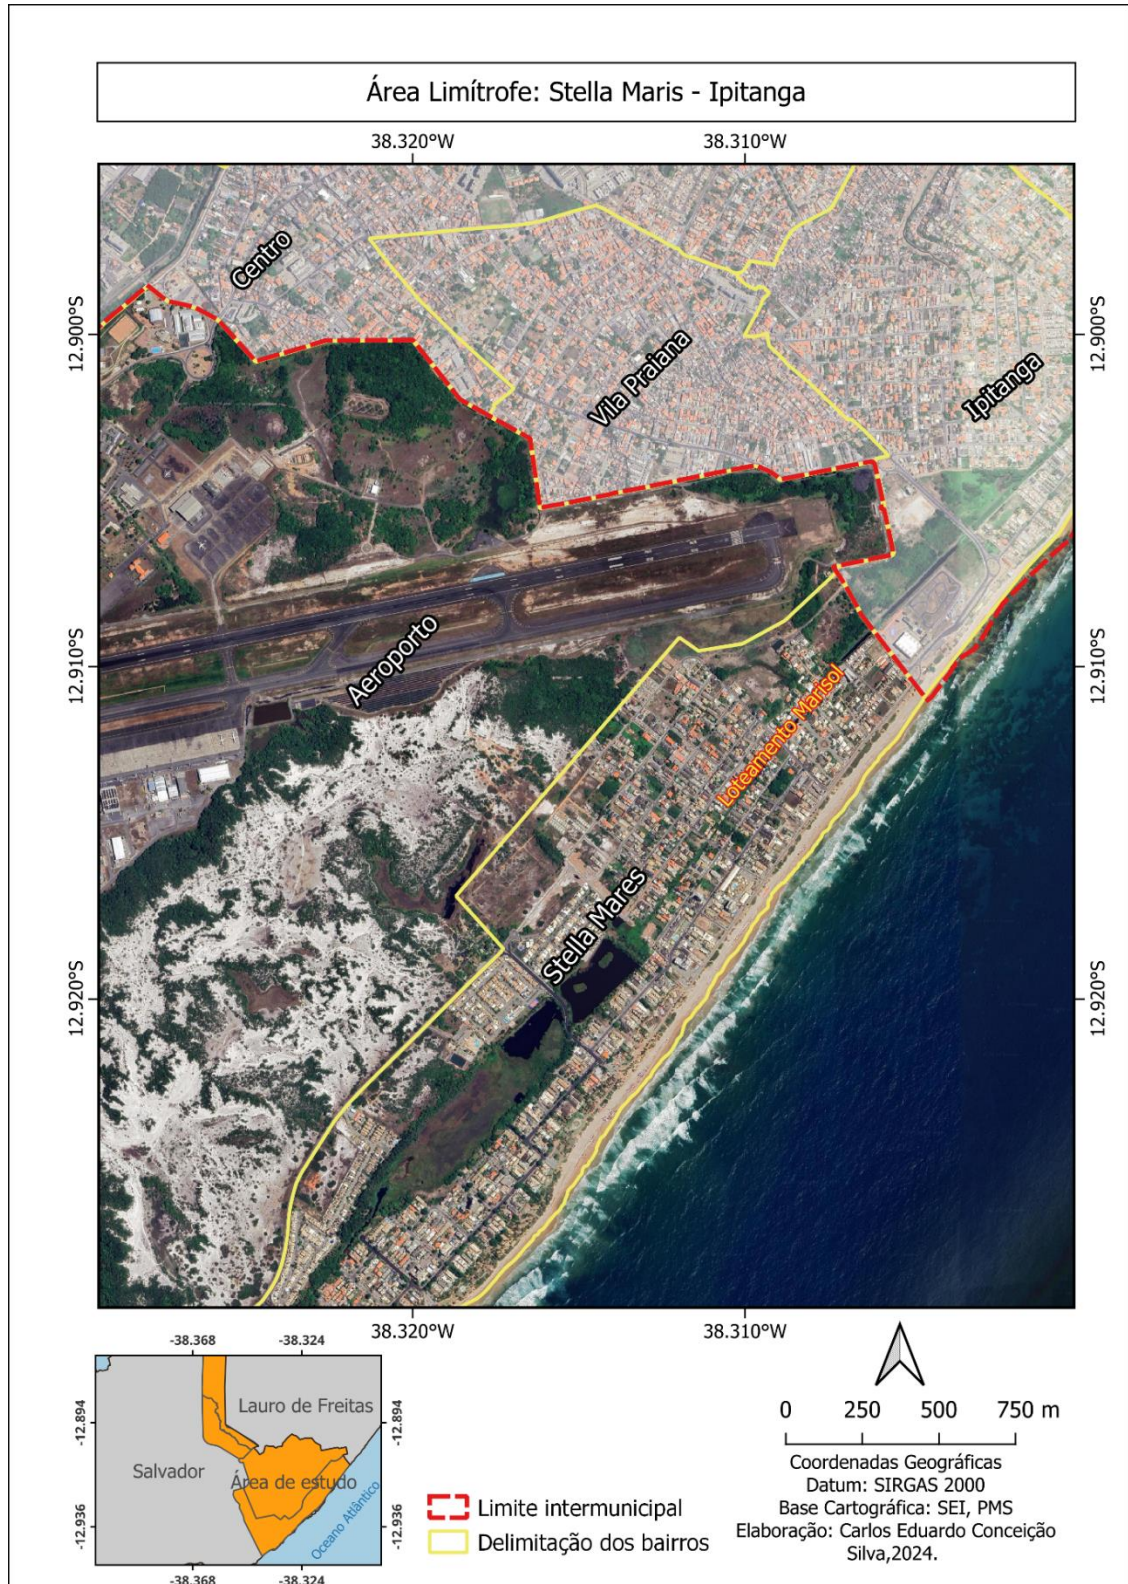 Área Limítrofe: Stella Maris - Ipitanga
38.320°W
38.310°W
Centro
12.900°S
12.900°S
Vila Praiana
Ipitanga
12.910°S
12.910°S
Aeroporto
Loteamento Marisol
Stella Mares
12.920°S
12.920°S
38.320°W
38.310°W
-38.368
-38.324
-12.894
-12.894
Lauro de Freitas
Salvador
Área de estudo
Oceano Atlântico
-12.936
-12.936
-38.368
-38.324
Limite intermunicipal
Delimitação dos bairros
0 250 500 750 m
Coordenadas Geográficas
Datum: SIRGAS 2000
Base Cartográfica: SEI, PMS
Elaboração: Carlos Eduardo Conceição
Silva,2024.